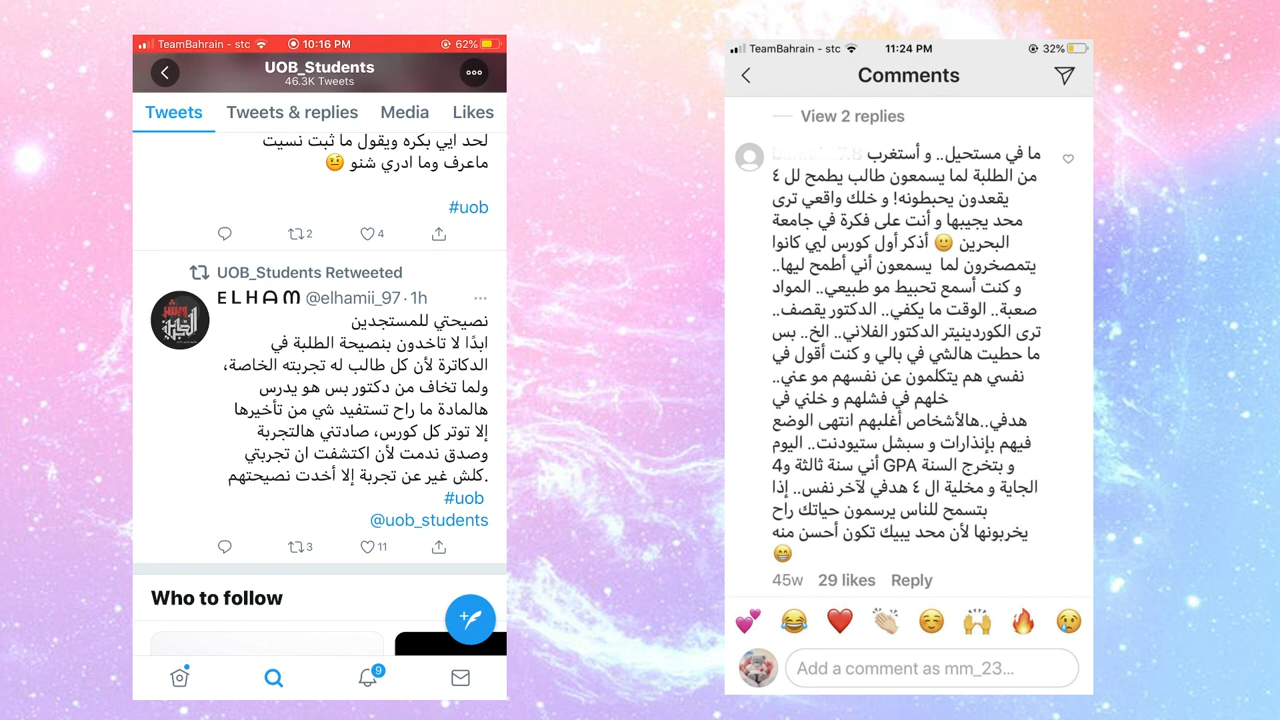 TeamBahrain - stc 10:16 PM 62%
UOB_Students
46.3K Tweets
Tweets Tweets & replies Media Likes
لحد ايي بكره ويقول ما ثبت نسيت
ماعرف وما ادري شنو 🤨
#uob
2 4
UOB_Students Retweeted
E L H A M @elhamii_97 · 1h
نصيحتي للمستجدين
ابدًا لا تاخدون بنصيحة الطلبة في
الدكاترة لأن كل طالب له تجربته الخاصة،
ولما تخاف من دكتور بس هو يدرس
هالمادة ما راح تستفيد شي من تأخيرها
إلا توتر كل كورس، صادتني هالتجربة
وصدق ندمت لأن اكتشفت ان تجربتي
كلش غير عن تجربة إلا أخدت نصيحتهم.
#uob
@uob_students
3 11
Who to follow
9
TeamBahrain - stc 11:24 PM 32%
Comments
View 2 replies
ما في مستحيل.. و أستغرب
من الطلبة لما يسمعون طالب يطمح لل ٤
يقعدون يحبطونه! و خلك واقعي ترى
محد يجيبها و أنت على فكرة في جامعة
البحرين 🙂 أذكر أول كورس ليي كانوا
يتمصخرون لما يسمعون أني أطمح ليها..
و كنت أسمع تحبيط مو طبيعي.. المواد
صعبة.. الوقت ما يكفي.. الدكتور يقصف..
ترى الكوردينيتر الدكتور الفلاني.. الخ.. بس
ما حطيت هالشي في بالي و كنت أقول في
نفسي هم يتكلمون عن نفسهم مو عني..
خلهم في فشلهم و خلني في
هدفي..هالأشخاص أغلبهم انتهى الوضع
فيهم بإنذارات و سبشل ستيودنت.. اليوم
أني سنة ثالثة و4 GPA و بتخرج السنة
الجاية و مخلية ال ٤ هدفي لآخر نفس.. إذا
بتسمح للناس يرسمون حياتك راح
يخربونها لأن محد يبيك تكون أحسن منه
😁
45w 29 likes Reply
💕 😂 ❤️ 👏🏼 ☺️ 🙌 🔥 😢
Add a comment as mm_23...